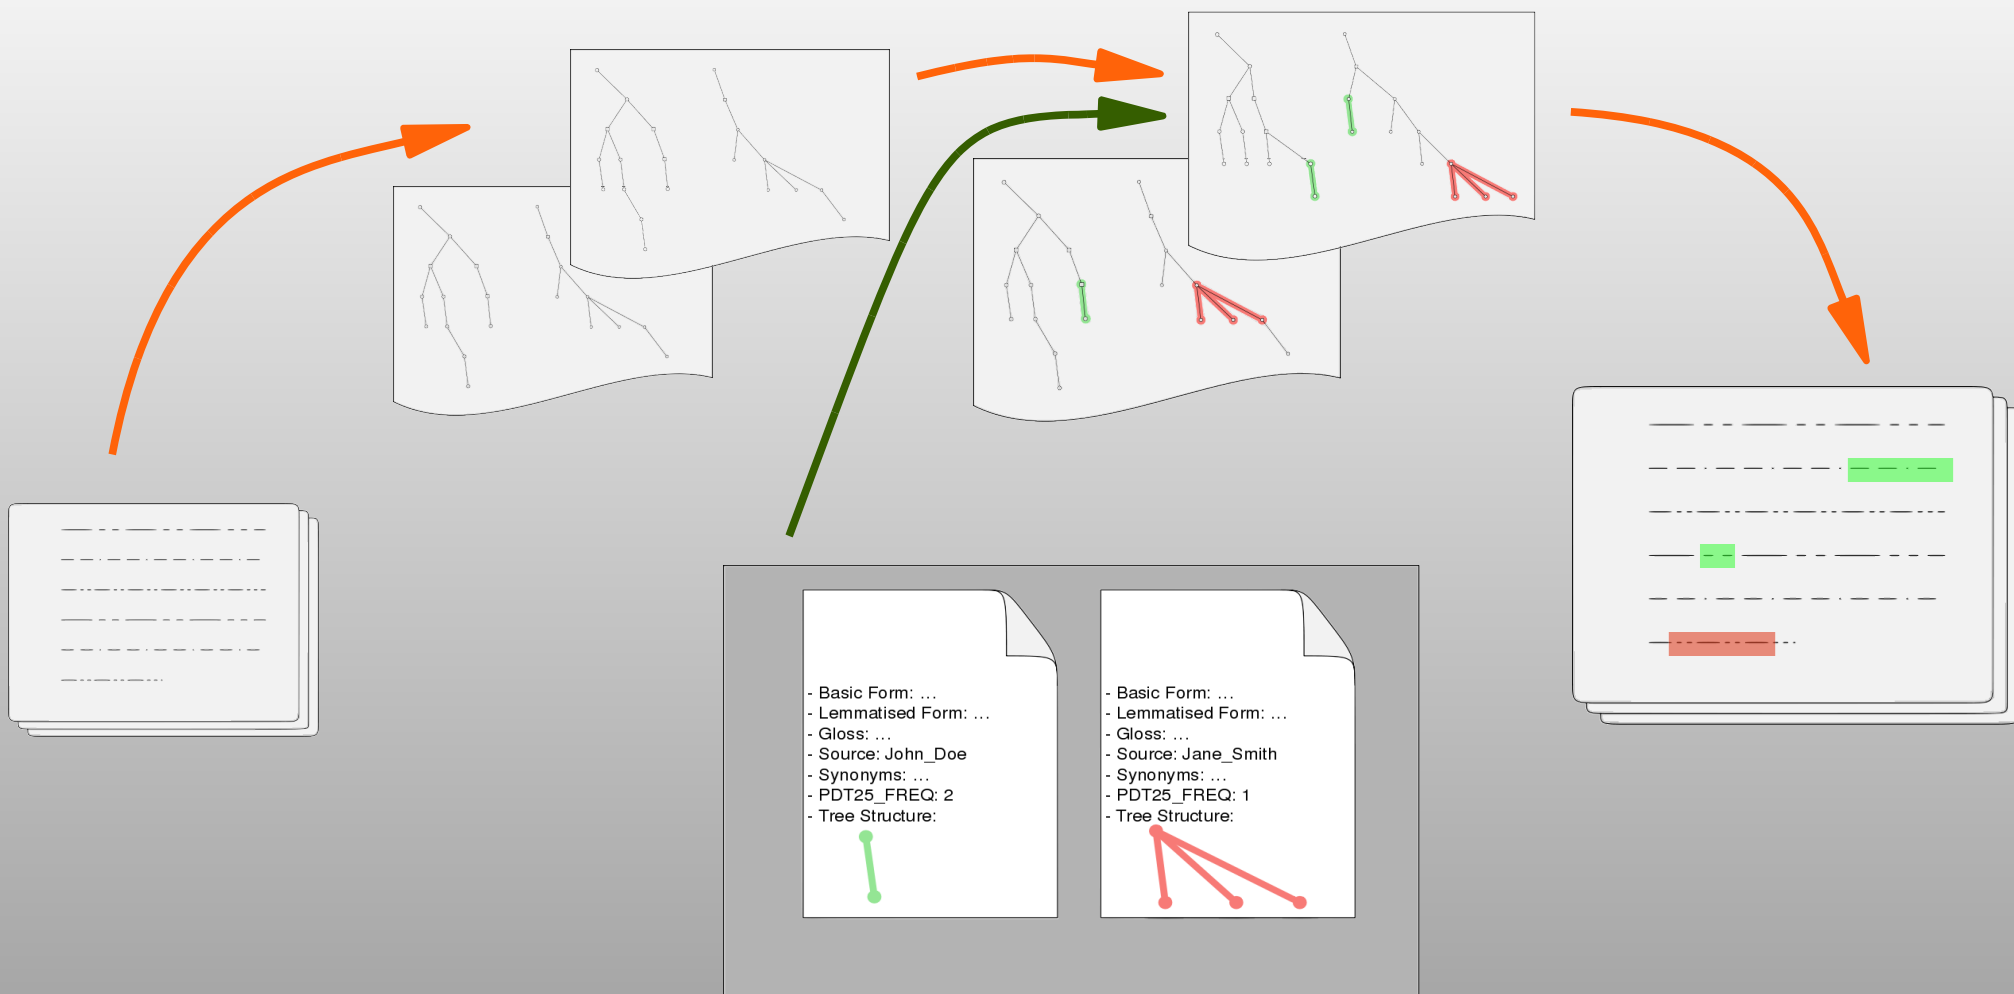 - Basic Form: ...
- Lemmatised Form: ...
- Gloss: ...
- Source: John_Doe
- Synonyms: ...
- PDT25_FREQ: 2
- Tree Structure:
- Basic Form: ...
- Lemmatised Form: ...
- Gloss: ...
- Source: Jane_Smith
- Synonyms: ...
- PDT25_FREQ: 1
- Tree Structure: